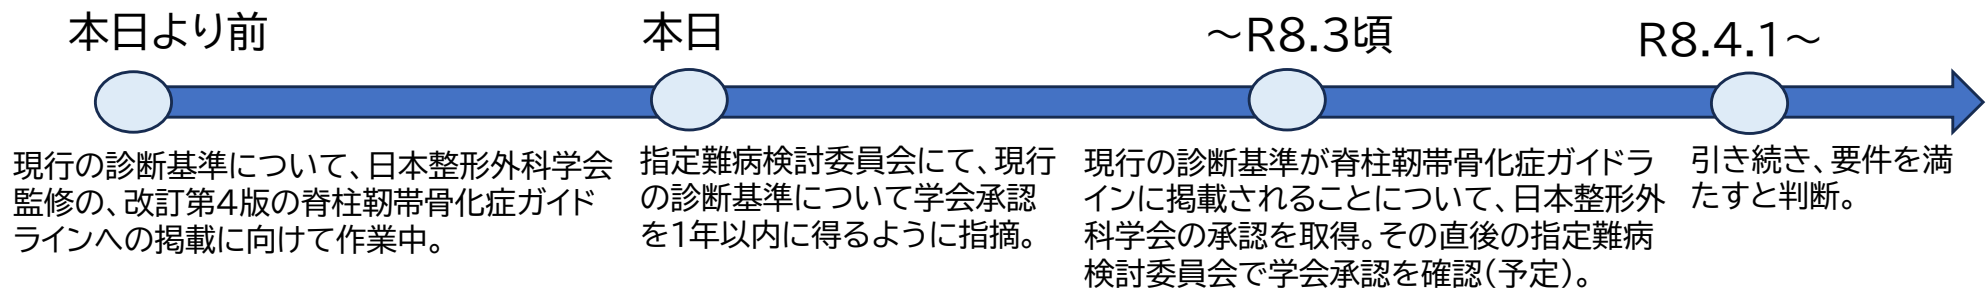 本日より前
本日
～R8.3頃
R8.4.1～
現行の診断基準について、日本整形外科学会
監修の、改訂第4版の脊柱靭帯骨化症ガイド
ラインへの掲載に向けて作業中。
指定難病検討委員会にて、現行
の診断基準について学会承認
を1年以内に得るように指摘。
現行の診断基準が脊柱靭帯骨化症ガイドラ
インに掲載されることについて、日本整形外
科学会の承認を取得。その直後の指定難病
検討委員会で学会承認を確認(予定)。
引き続き、要件を満
たすと判断。